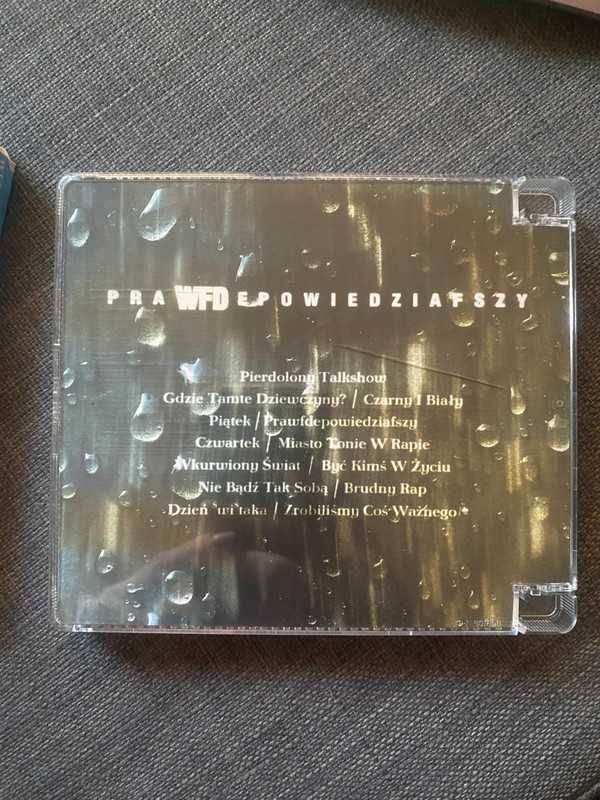 PRAWFDEPOWIEDZIAFSZY
Pierdolony Talkshow
Gdzie Tamte Dziewczyny? / Czarny I Biały
Piątek / Prawfdepowiedziafszy
Czwartek / Miasto Tonie W Rapie
Wkurwiony Świat / Być Kimś W Życiu
Nie Bądź Tak Sobą / Brudny Rap
Dzień / Zrobiliśmy Coś Ważnego